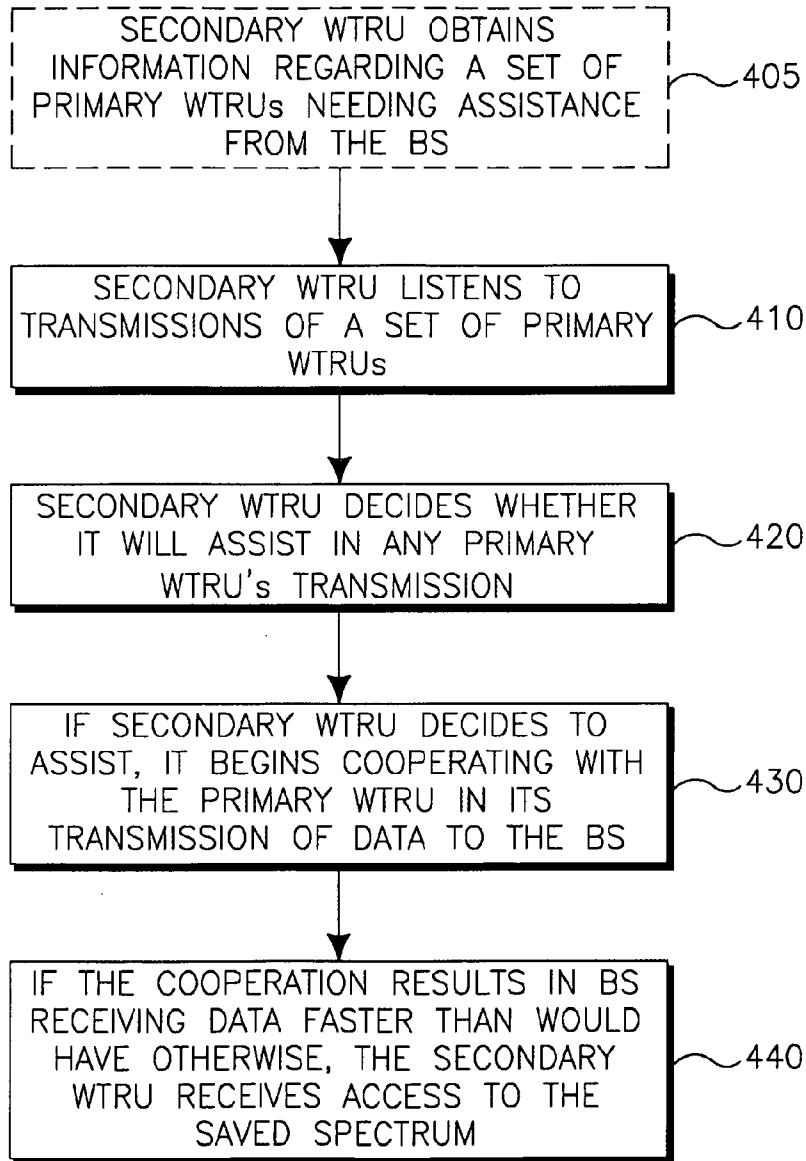 SECONDARY WTRU OBTAINS
INFORMATION REGARDING A SET OF
PRIMARY WTRUs NEEDING ASSISTANCE
FROM THE BS
405
SECONDARY WTRU LISTENS TO
TRANSMISSIONS OF A SET OF PRIMARY
WTRUs
410
SECONDARY WTRU DECIDES WHETHER
IT WILL ASSIST IN ANY PRIMARY
WTRU's TRANSMISSION
420
IF SECONDARY WTRU DECIDES TO
ASSIST, IT BEGINS COOPERATING WITH
THE PRIMARY WTRU IN ITS
TRANSMISSION OF DATA TO THE BS
430
IF THE COOPERATION RESULTS IN BS
RECEIVING DATA FASTER THAN WOULD
HAVE OTHERWISE, THE SECONDARY
WTRU RECEIVES ACCESS TO THE
SAVED SPECTRUM
440